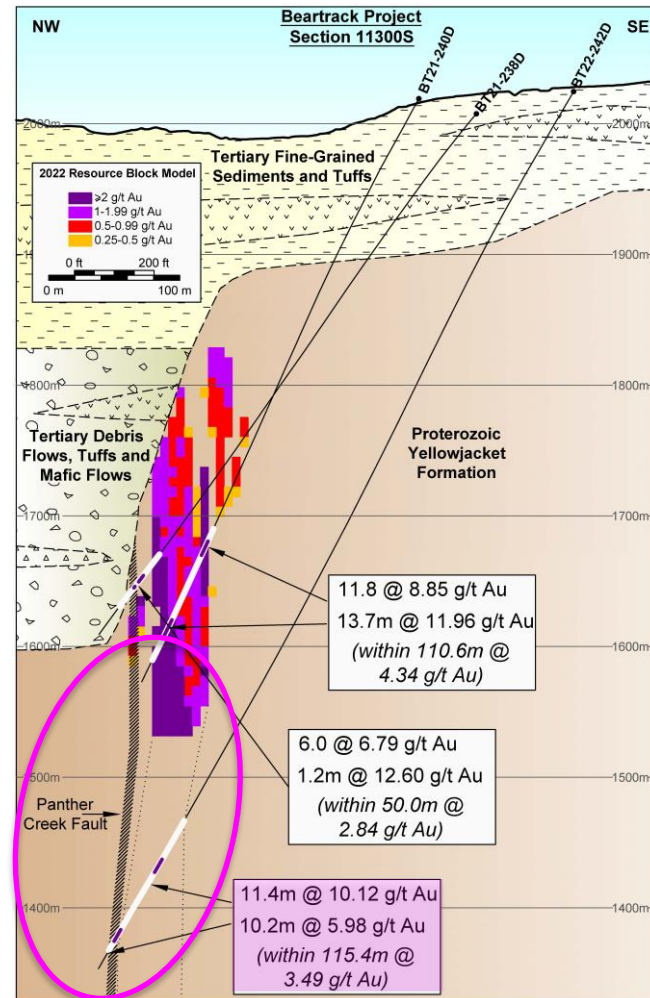 NW
Beartrack Project
Section 11300S
SE
BT21-240D
BT21-238D
BT22-242D
2000m
2000m
Tertiary Fine-Grained
Sediments and Tuffs
2022 Resource Block Model
>2 g/t Au
1-1.99 g/t Au
0.5-0.99 g/t Au
0.25-0.5 g/t Au
0 ft 200 ft
0 m 100 m
1900m
1800m
1800m
Tertiary Debris
Flows, Tuffs and
Mafic Flows
Proterozoic
Yellowjacket
Formation
1700m
1700m
11.8 @ 8.85 g/t Au
13.7m @ 11.96 g/t Au
(within 110.6m @
4.34 g/t Au)
1600m
1600m
6.0 @ 6.79 g/t Au
1.2m @ 12.60 g/t Au
(within 50.0m @
2.84 g/t Au)
1500m
1500m
Panther
Creek Fault
11.4m @ 10.12 g/t Au
10.2m @ 5.98 g/t Au
(within 115.4m @
3.49 g/t Au)
1400m
1400m